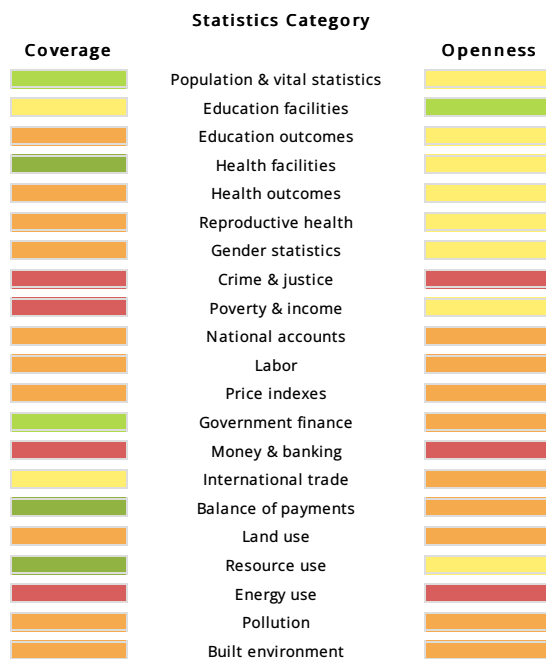 Statistics Category
Coverage
Openness
Population & vital statistics
Education facilities
Education outcomes
Health facilities
Health outcomes
Reproductive health
Gender statistics
Crime & justice
Poverty & income
National accounts
Labor
Price indexes
Government finance
Money & banking
International trade
Balance of payments
Land use
Resource use
Energy use
Pollution
Built environment